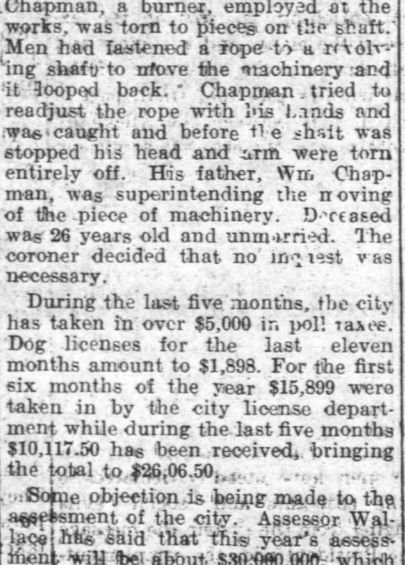 Chapman, a burner, employed at the
works, was torn to pieces on the shaft.
Men had fastened a rope to a revolv-
ing shaft to move the machinery and
it looped back. Chapman tried to
readjust the rope with his hands and
was caught and before the shaft was
stopped his head and arm were torn
entirely off. His father, Wm. Chap-
man, was superintending the moving
of the piece of machinery. Deceased
was 26 years old and unmarried. The
coroner decided that no inquest was
necessary.
During the last five months, the city
has taken in over $5,000 in poll taxes.
Dog licenses for the last eleven
months amount to $1,898. For the first
six months of the year $15,899 were
taken in by the city license depart-
ment while during the last five months
$10,117.50 has been received, bringing
the total to $26,06.50.
Some objection is being made to the
assessment of the city. Assessor Wal-
lace has said that this year's assess-
ment will be about $30,000,000 which